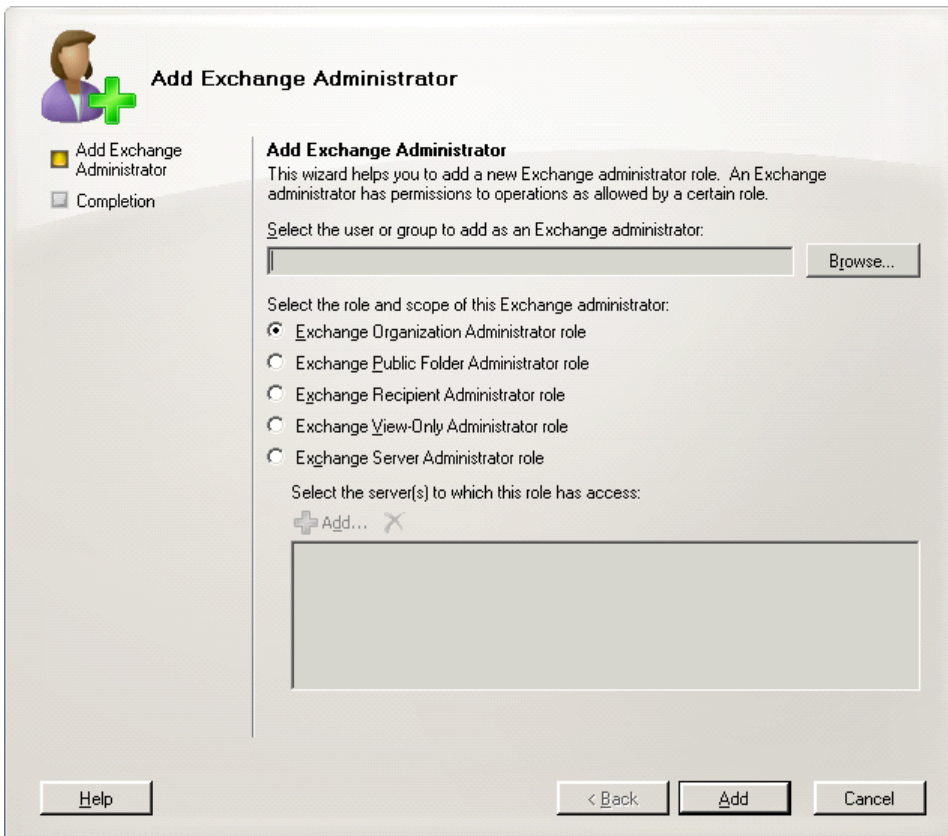 Add Exchange Administrator
Add Exchange
Administrator
Completion
Add Exchange Administrator
This wizard helps you to add a new Exchange administrator role. An Exchange
administrator has permissions to operations as allowed by a certain role.
Select the user or group to add as an Exchange administrator:
Browse...
Select the role and scope of this Exchange administrator:
Exchange Organization Administrator role
Exchange Public Folder Administrator role
Exchange Recipient Administrator role
Exchange View-Only Administrator role
Exchange Server Administrator role
Select the server(s) to which this role has access:
Add...
Help
< Back
Add
Cancel